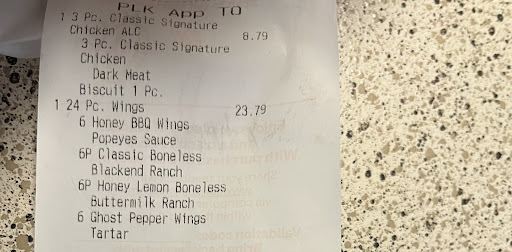 PLK App TO
1 3 Pc. Classic Signature
Chicken ALC 8.79
3 Pc. Classic Signature
Chicken
Dark Meat
Biscuit 1 Pc.
1 24 Pc. Wings 23.79
6 Honey BBQ Wings
Popeyes Sauce
6P Classic Boneless
Blackend Ranch
6P Honey Lemon Boneless
Buttermilk Ranch
6 Ghost Pepper Wings
Tartar